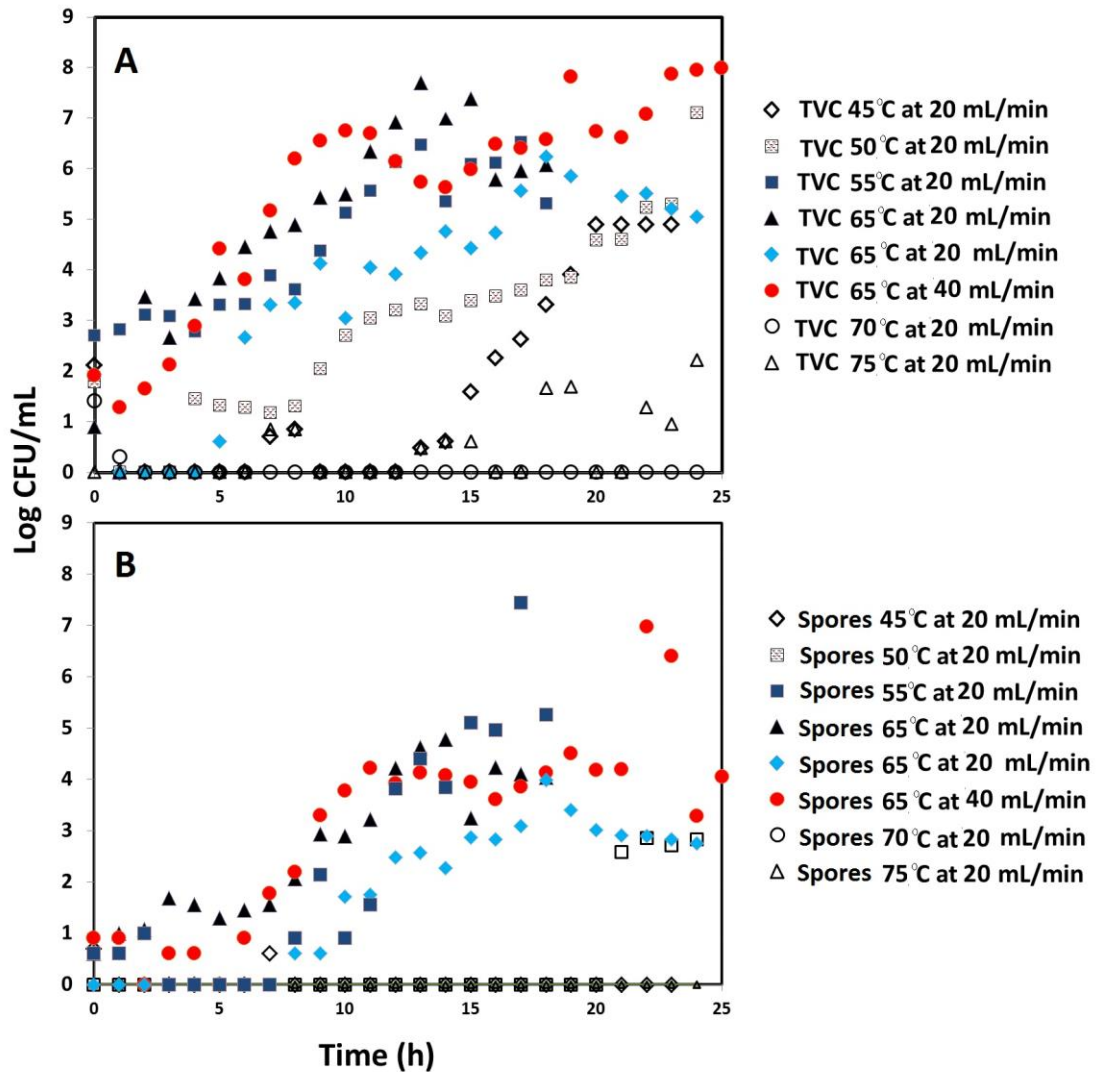 9
8
7
6
5
4
3
2
1
0
A
0 5 10 15 20 25
TVC 45°C at 20 mL/min
TVC 50°C at 20 mL/min
TVC 55°C at 20 mL/min
TVC 65°C at 20 mL/min
TVC 65°C at 20 mL/min
TVC 65°C at 40 mL/min
TVC 70°C at 20 mL/min
TVC 75°C at 20 mL/min
Log CFU/mL
9
8
7
6
5
4
3
2
1
0
B
0 5 10 15 20 25
Spores 45°C at 20 mL/min
Spores 50°C at 20 mL/min
Spores 55°C at 20 mL/min
Spores 65°C at 20 mL/min
Spores 65°C at 20 mL/min
Spores 65°C at 40 mL/min
Spores 70°C at 20 mL/min
Spores 75°C at 20 mL/min
Time (h)